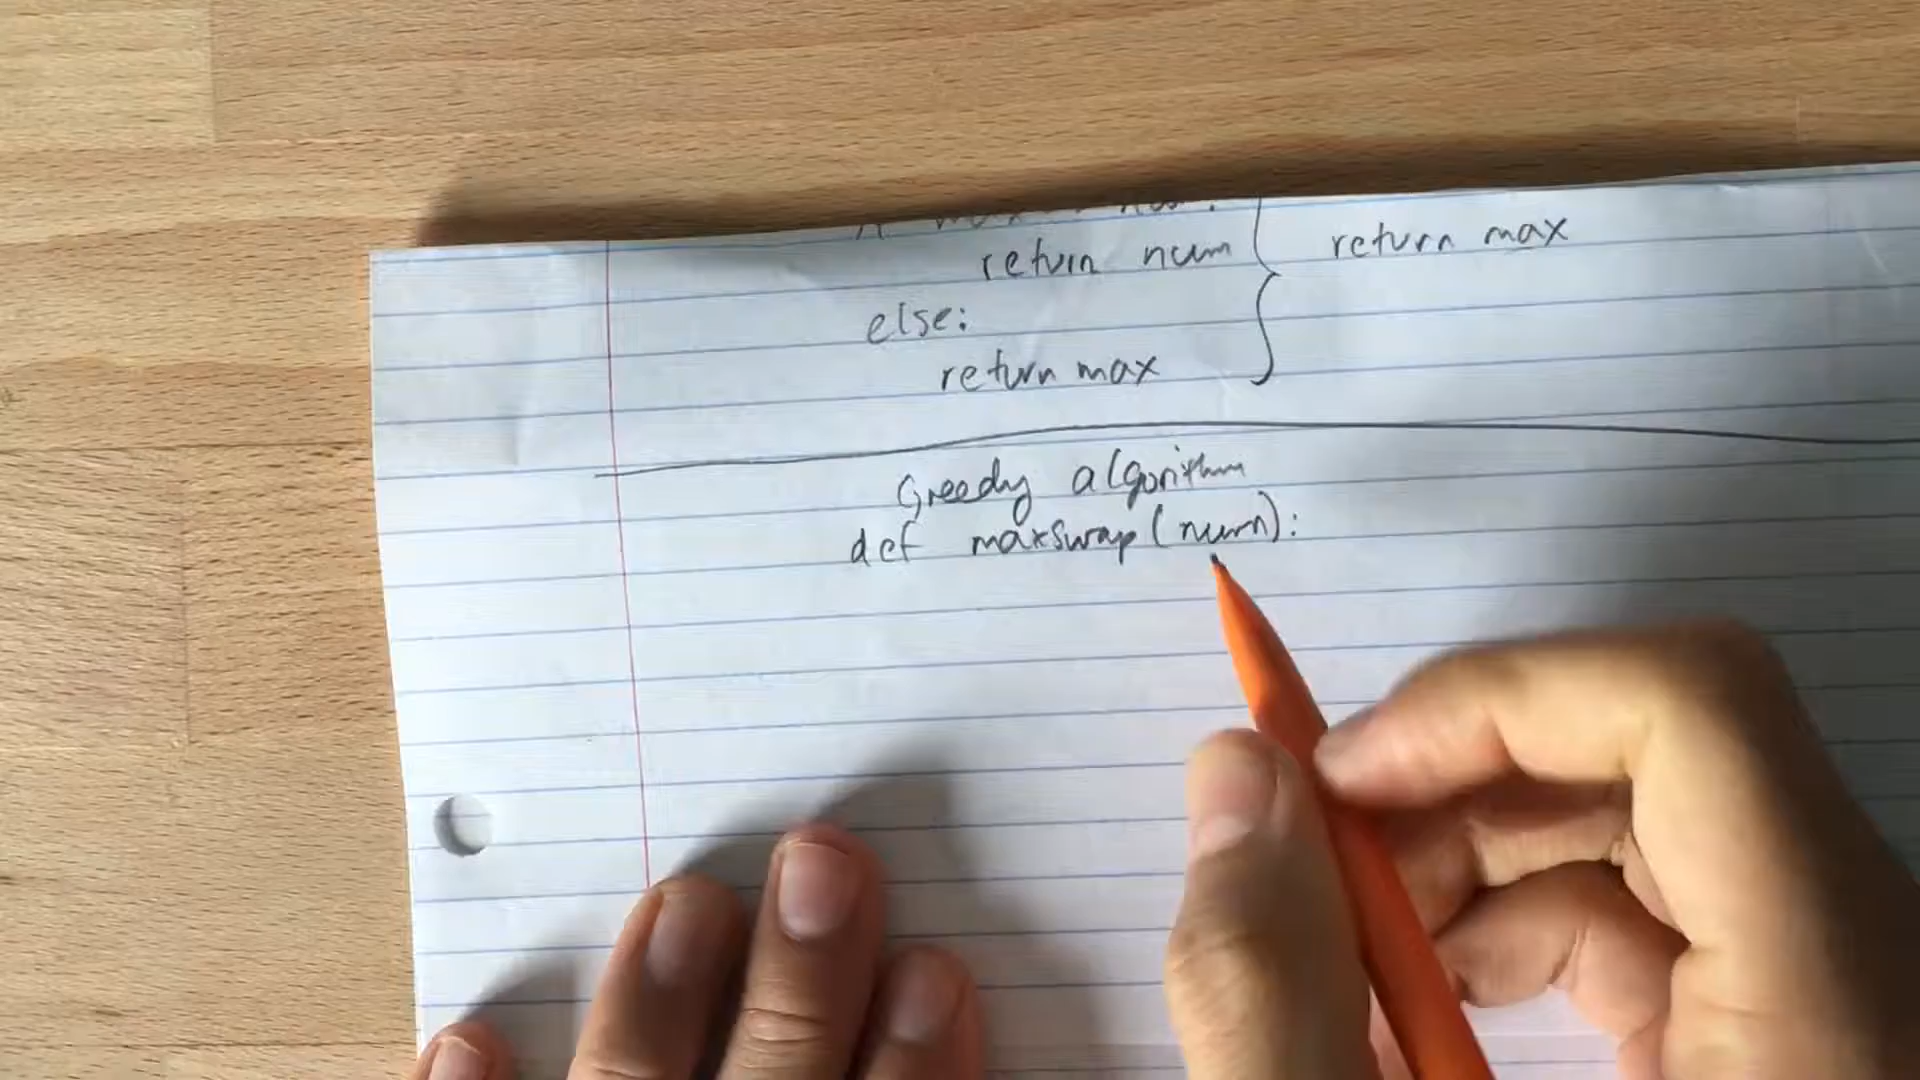 return num
return max
else:
return max
Greedy algorithm
def maxswap(num):